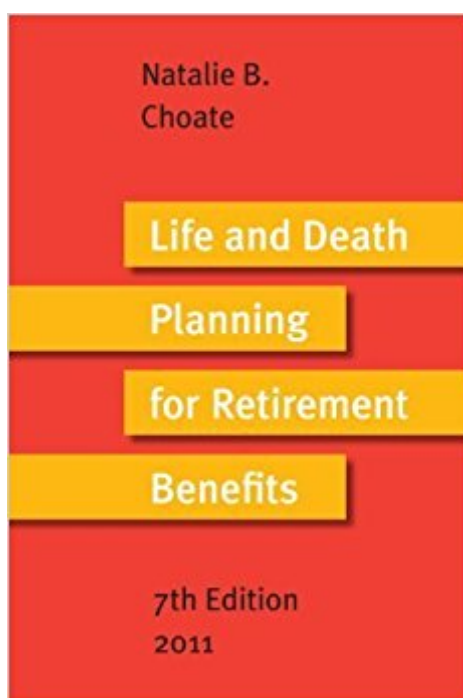 Natalie B.
Choate
Life and Death
Planning
for Retirement
Benefits
7th Edition
2011